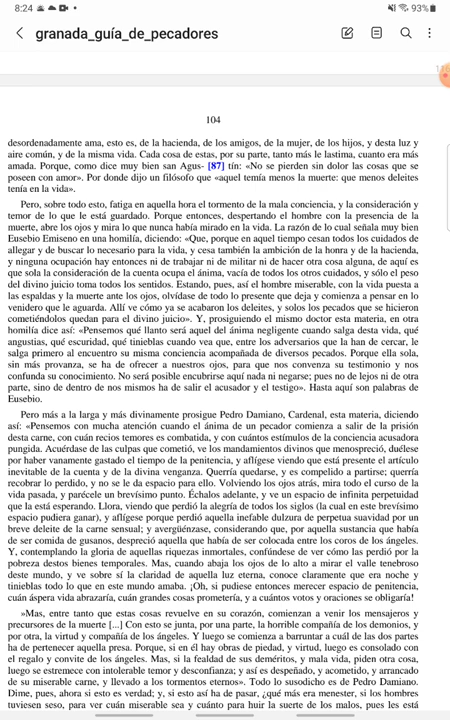 8:24
93%
granada_guía_de_pecadores
104
desordenadamente ama, esto es, de la hacienda, de los amigos, de la mujer, de los hijos, y desta luz y
aire común, y de la misma vida. Cada cosa de estas, por su parte, tanto más le lastima, cuanto era más
amada. Porque, como dice muy bien san Agus- [87] tín: «No se pierden sin dolor las cosas que se
poseen con amor». Por donde dijo un filósofo que «aquel temía menos la muerte: que menos deleites
tenía en la vida».
Pero, sobre todo esto, fatiga en aquella hora el tormento de la mala conciencia, y la consideración y
temor de lo que le está guardado. Porque entonces, despertando el hombre con la presencia de la
muerte, abre los ojos y mira lo que nunca había mirado en la vida. La razón de lo cual señala muy bien
Eusebio Emiseno en una homilía, diciendo: «Que, porque en aquel tiempo cesan todos los cuidados de
allegar y de buscar lo necesario para la vida, y cesa también la ambición de la honra y de la hacienda,
y ninguna ocupación hay entonces ni de trabajar ni de militar ni de hacer otra cosa alguna, de aquí es
que sola la consideración de la cuenta ocupa el ánima, vacía de todos los otros cuidados, y sólo el peso
del divino juicio toma todos los sentidos. Estando, pues, así el hombre miserable, con la vida puesta a
las espaldas y la muerte ante los ojos, olvídase de todo lo presente que deja y comienza a pensar en lo
venidero que le aguarda. Allí ve cómo ya se acabaron los deleites, y solos los pecados que se hicieron
cometiéndolos quedan para el divino juicio». Y, prosiguiendo el mismo doctor esta materia, en otra
homilía dice así: «Pensemos qué llanto será aquel del ánima negligente cuando salga desta vida, qué
angustias, qué escuridad, qué tinieblas cuando vea que, entre los adversarios que la han de cercar, le
salga primero al encuentro su misma conciencia acompañada de diversos pecados. Porque ella sola,
sin más provanza, se ha de ofrecer a nuestros ojos, para que nos convenza su testimonio y nos
confunda su conocimiento. No será posible encubrirse aquí nada ni negarse; pues no de lejos ni de otra
parte, sino de dentro de nos mismos ha de salir el acusador y el testigo». Hasta aquí son palabras de
Eusebio.
Pero más a la larga y más divinamente prosigue Pedro Damiano, Cardenal, esta materia, diciendo
así: «Pensemos con mucha atención cuando el ánima de un pecador comienza a salir de la prisión
desta carne, con cuán recios temores es combatida, y con cuántos estímulos de la conciencia acusadora
pungida. Acuérdase de las culpas que cometió, ve los mandamientos divinos que menospreció, duélese
por haber vanamente gastado el tiempo de la penitencia, y aflígese viendo que está presente el artículo
inevitable de la cuenta y de la divina venganza. Querría quedarse, y es compelido a partirse; querría
recobrar lo perdido, y no se le da espacio para ello. Volviendo los ojos atrás, mira todo el curso de la
vida pasada, y parécele un brevísimo punto. Échalos adelante, y ve un espacio de infinita perpetuidad
que la está esperando. Llora, viendo que perdió la alegría de todos los siglos (la cual en este brevísimo
espacio pudiera ganar), y aflígese porque perdió aquella inefable dulzura de perpetua suavidad por un
breve deleite de la carne sensual; y avergüénzase, considerando que, por aquella sustancia que había
de ser comida de gusanos, despreció aquella que había de ser colocada entre los coros de los ángeles.
Y, contemplando la gloria de aquellas riquezas inmortales, confúndese de ver cómo las perdió por la
pobreza destos bienes temporales. Mas, cuando abaja los ojos de lo alto a mirar el valle tenebroso
deste mundo, y ve sobre sí la claridad de aquella luz eterna, conoce claramente que era noche y
tinieblas todo lo que en este mundo amaba. ¡Oh, si pudiese entonces merecer espacio de penitencia,
cuán áspera vida abrazaría, cuán grandes cosas prometería, y a cuántos votos y oraciones se obligaría!
»Mas, entre tanto que estas cosas revuelve en su corazón, comienzan a venir los mensajeros y
precursores de la muerte [...] Con esto se junta, por una parte, la horrible compañía de los demonios, y
por otra, la virtud y compañía de los ángeles. Y luego se comienza a barruntar a cuál de las dos partes
ha de pertenecer aquella presa. Porque, si en él hay obras de piedad, y virtud, luego es consolado con
el regalo y convite de los ángeles. Mas, si la fealdad de sus deméritos, y mala vida, piden otra cosa,
luego se estremece con intolerable temor y desconfianza; y así es despeñado, y acometido, y arrancado
de su miserable carne, y llevado a los tormentos eternos». Todo lo susodicho es de Pedro Damiano.
Dime, pues, ahora si esto es verdad; y, si esto así ha de pasar, ¿qué más era menester, si los hombres
tuviesen seso, para ver cuán miserable sea y cuánto para huir la suerte de los malos, pues les está